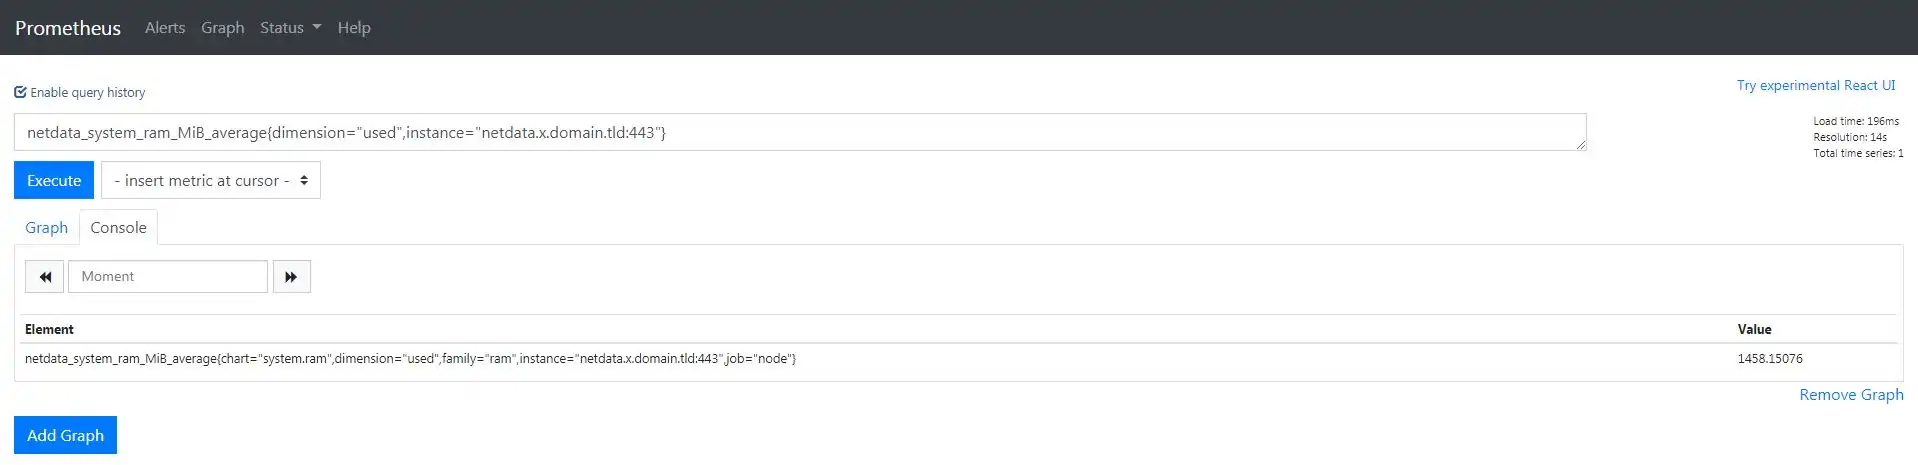 Prometheus Alerts Graph Status Help
Enable query history
Try experimental React UI
netdata_system_ram_MiB_average{dimension="used",instance="netdata.x.domain.tld:443"}
Load time: 196ms
Resolution: 14s
Total time series: 1
Execute
- insert metric at cursor -
Graph
Console
Moment
Element Value
netdata_system_ram_MiB_average{chart="system.ram",dimension="used",family="ram",instance="netdata.x.domain.tld:443",job="node"} 1458.15076
Remove Graph
Add Graph